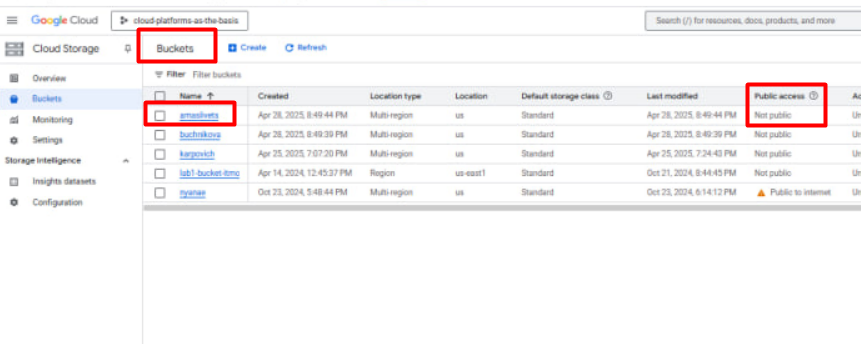 Google Cloud cloud-platforms-as-the-basis Search (/) for resources, docs, products, and more
Cloud Storage Buckets Create Refresh
Overview
Buckets
Monitoring
Settings
Storage Intelligence
Insights datasets
Configuration
Filter Filter buckets
Name Created Location type Location Default storage class Last modified Public access
amaslivets Apr 28, 2025, 8:49:44 PM Multi-region us Standard Apr 28, 2025, 8:49:44 PM Not public
buchnikova Apr 28, 2025, 8:49:39 PM Multi-region us Standard Apr 28, 2025, 8:49:39 PM Not public
karpovich Apr 25, 2025, 7:07:20 PM Multi-region us Standard Apr 25, 2025, 7:24:43 PM Not public
lab1-bucket-itmo Apr 14, 2024, 12:45:37 PM Region us-east1 Standard Oct 21, 2024, 8:44:45 PM Not public
nyanae Oct 23, 2024, 5:48:44 PM Multi-region us Standard Oct 23, 2024, 6:14:12 PM Public to internet